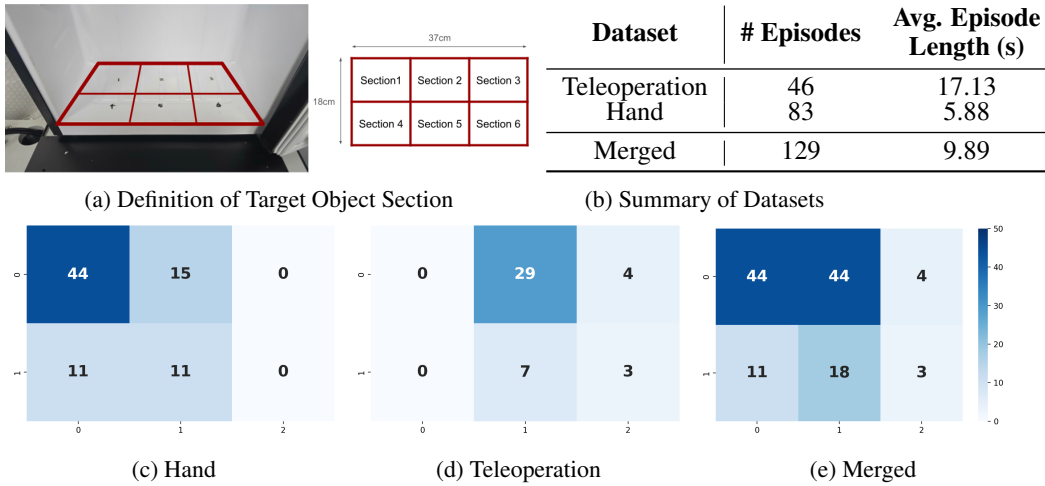 37cm
18cm
Section1 Section 2 Section 3
Section 4 Section 5 Section 6
(a) Definition of Target Object Section
Dataset # Episodes Avg. Episode
Length (s)
Teleoperation 46 17.13
Hand 83 5.88
Merged 129 9.89
(b) Summary of Datasets
0 44 15 0
1 11 11 0
0 1 2
(c) Hand
0 0 29 4
1 0 7 3
0 1 2
(d) Teleoperation
0 44 44 4
1 11 18 3
0 1 2
50
40
30
20
10
0
(e) Merged